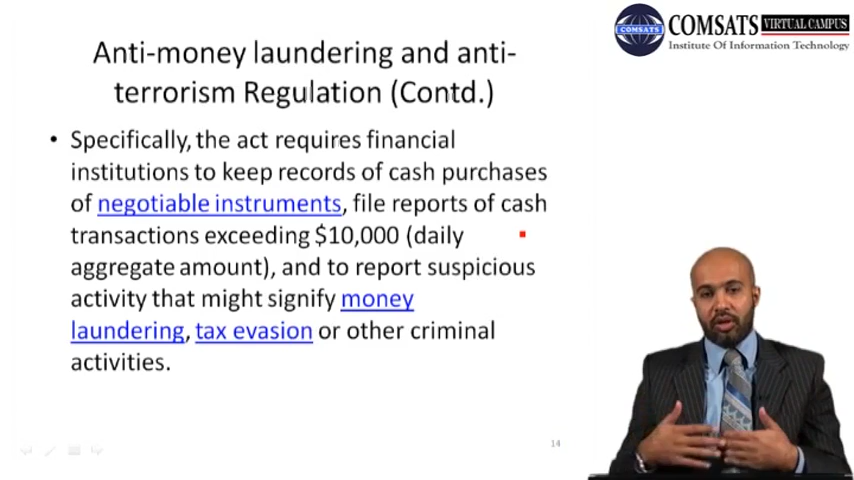 Anti-money laundering and anti-
terrorism Regulation (Contd.)
• Specifically, the act requires financial
institutions to keep records of cash purchases
of negotiable instruments, file reports of cash
transactions exceeding $10,000 (daily
aggregate amount), and to report suspicious
activity that might signify money
laundering, tax evasion or other criminal
activities.
14
COMSATS
COMSATS VIRTUAL CAMPUS
Institute Of Information Technology